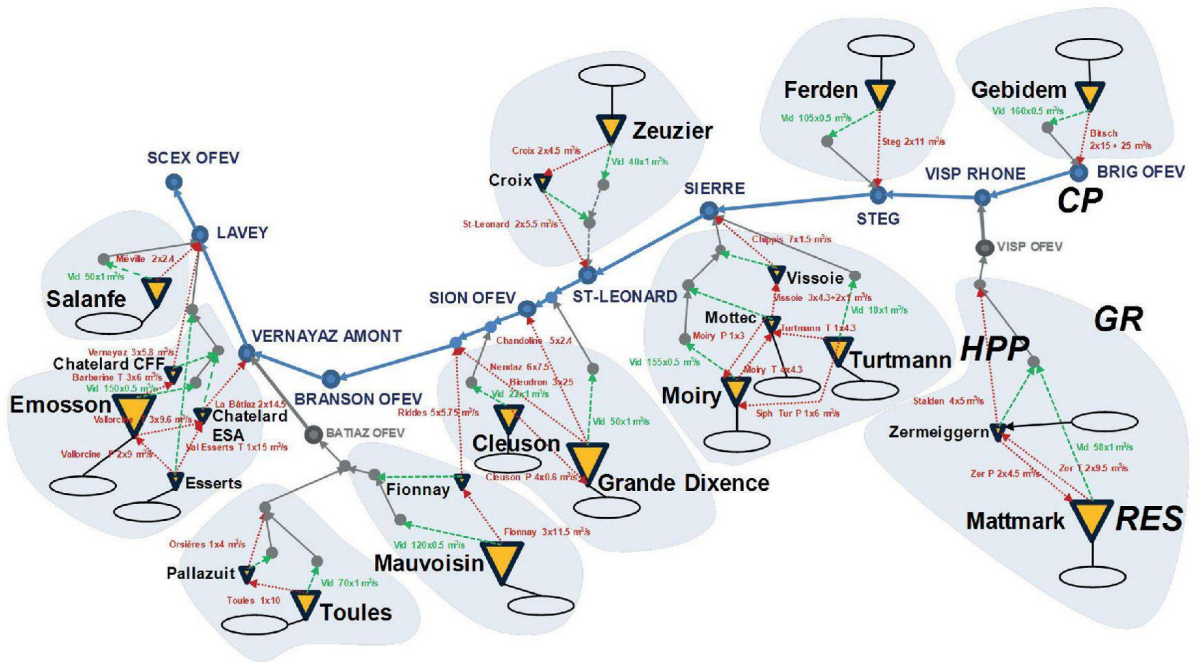 Ferden
Gebidem
Vid 105x0.5 m³/s
Vid 160x0.5 m³/s
Zeuzier
Bitsch
2x15 + 25 m³/s
Steg 2x11 m³/s
Croix 2x4.5 m³/s
SCEX OFEV
Vid 40x1 m³/s
VISP RHONE
BRIG OFEV
Croix
SIERRE
CP
STEG
St-Leonard 2x5.5 m³/s
LAVEY
Chippis 7x1.5 m³/s
VISP OFEV
Miéville 2x2.4
Vid 50x1 m³/s
Vissoie
Salanfe
ST-LEONARD
Vissoie 3x4.3+2x1 m³/s
SION OFEV
Mottec
Vid 18x1 m³/s
GR
VERNAYAZ AMONT
Chandoline 5x2.4
Moiry P 1x3
Turtmann T 1x4.3
HPP
Vernayaz 3x5.8 m³/s
Chatelard CFF
Nendaz 6x7.5
Vid 155x0.5 m³/s
Turtmann
Barberine T 3x6 m³/s
Bieudron 3x25
Moiry T 4x4.3
Vid 150x0.5 m³/s
BRANSON OFEV
Vid 22x1 m³/s
Moiry
Emosson
La Bâtiaz 2x14.5
Riddes 5x5.75 m³/s
Siph Tur P 1x6 m³/s
Stalden 4x5 m³/s
Vallorcine T 3x9.6 m³/s
Chatelard
ESA
BATIAZ OFEV
Vid 50x1 m³/s
Zermeiggern
Val Esserts T 1x15 m³/s
Cleuson
Vid 58x1 m³/s
Vallorcine P 2x9 m³/s
Zer P 2x4.5 m³/s
Zer T 2x9.5 m³/s
Cleuson P 4x0.6 m³/s
Grande Dixence
Esserts
Fionnay
Mattmark
RES
Orsières 1x4 m³/s
Vid 120x0.5 m³/s
Fionnay 3x11.5 m³/s
Mauvoisin
Pallazuit
Vid 70x1 m³/s
Toules 1x10
Toules